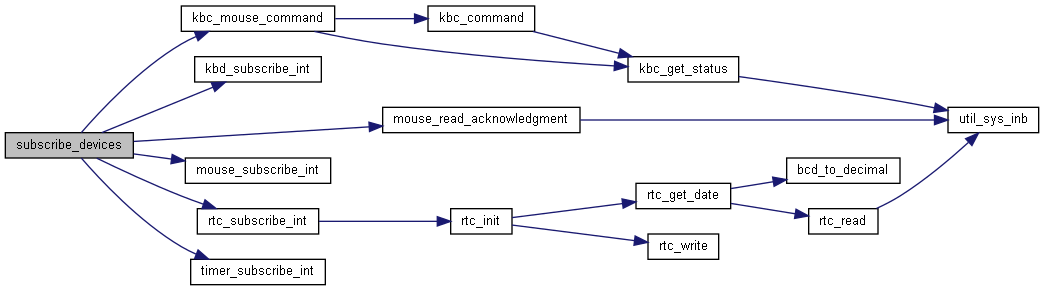 kbc_mouse_command
kbc_command
kbd_subscribe_int
kbc_get_status
mouse_read_acknowledgment
util_sys_inb
subscribe_devices
mouse_subscribe_int
bcd_to_decimal
rtc_get_date
rtc_subscribe_int
rtc_init
rtc_read
rtc_write
timer_subscribe_int